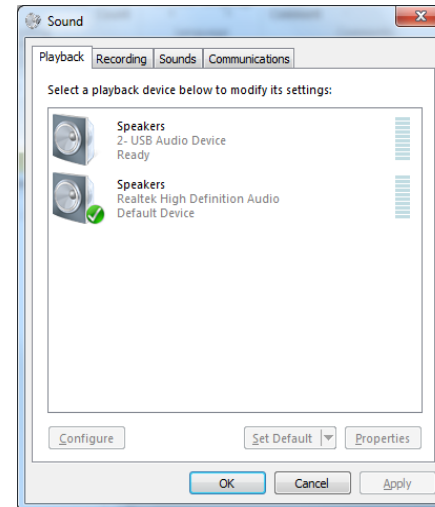 Sound
Playback Recording Sounds Communications
Select a playback device below to modify its settings:
Speakers
2- USB Audio Device
Ready
Speakers
Realtek High Definition Audio
Default Device
Configure Set Default Properties
OK Cancel Apply